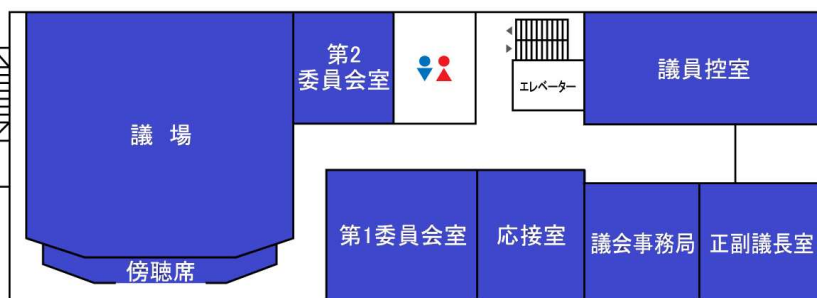 第2
委員会室
エレベーター
議員控室
議 場
第1委員会室
応接室
議会事務局
正副議長室
傍聴席